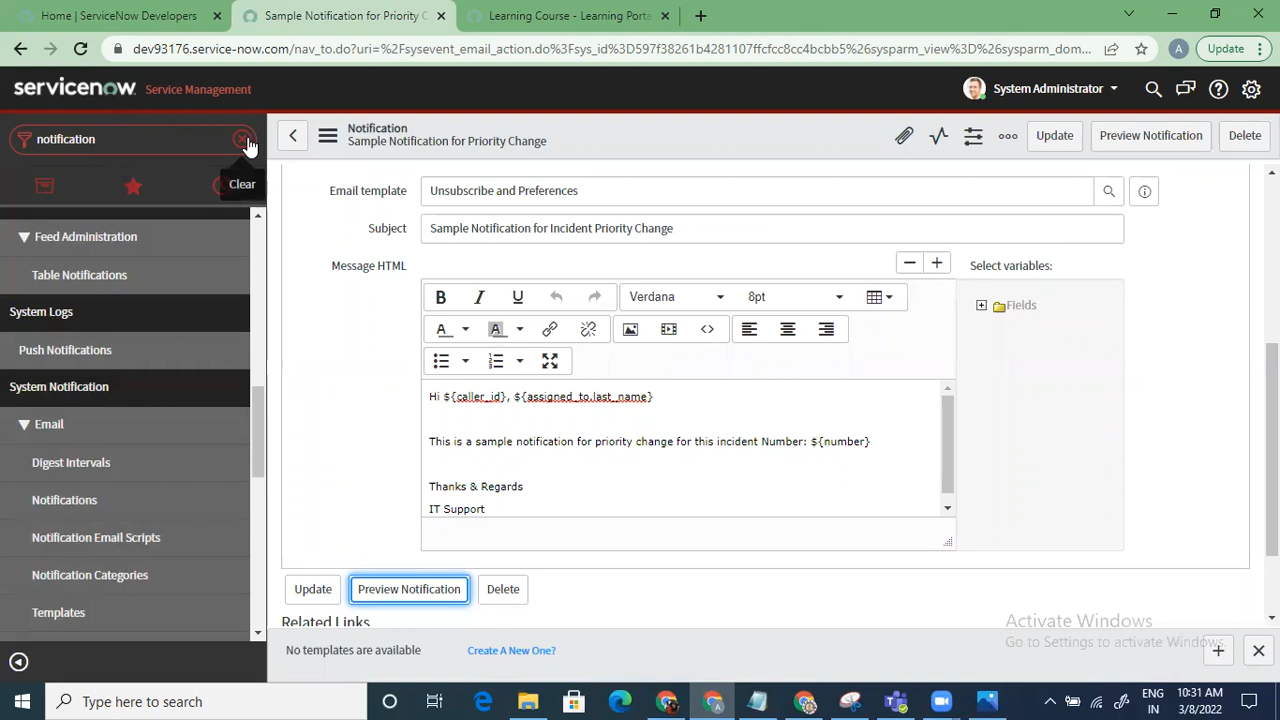 Home | ServiceNow Developers
Sample Notification for Priority C
Learning Course - Learning Porta
dev93176.service-now.com/nav_to.do?uri=%2Fsysevent_email_action.do%3Fsys_id%3D597f38261b4281107ffcfcc8cc4bcbb5%26sysparm_view%3D%26sysparm_dom...
A
Update
servicenow
Service Management
System Administrator
notification
Clear
Notification
Sample Notification for Priority Change
Update
Preview Notification
Delete
Feed Administration
Table Notifications
System Logs
Push Notifications
System Notification
Email
Digest Intervals
Notifications
Notification Email Scripts
Notification Categories
Templates
Email template
Unsubscribe and Preferences
Subject
Sample Notification for Incident Priority Change
Message HTML
Select variables:
Fields
B I U
Verdana
8pt
A
A
Hi ${caller_id}, ${assigned_to.last_name}
This is a sample notification for priority change for this incident Number: ${number}
Thanks & Regards
IT Support
Update
Preview Notification
Delete
Related Links
Activate Windows
Go to Settings to activate Windows.
No templates are available
Create A New One?
Type here to search
ENG
IN
10:31 AM
3/8/2022